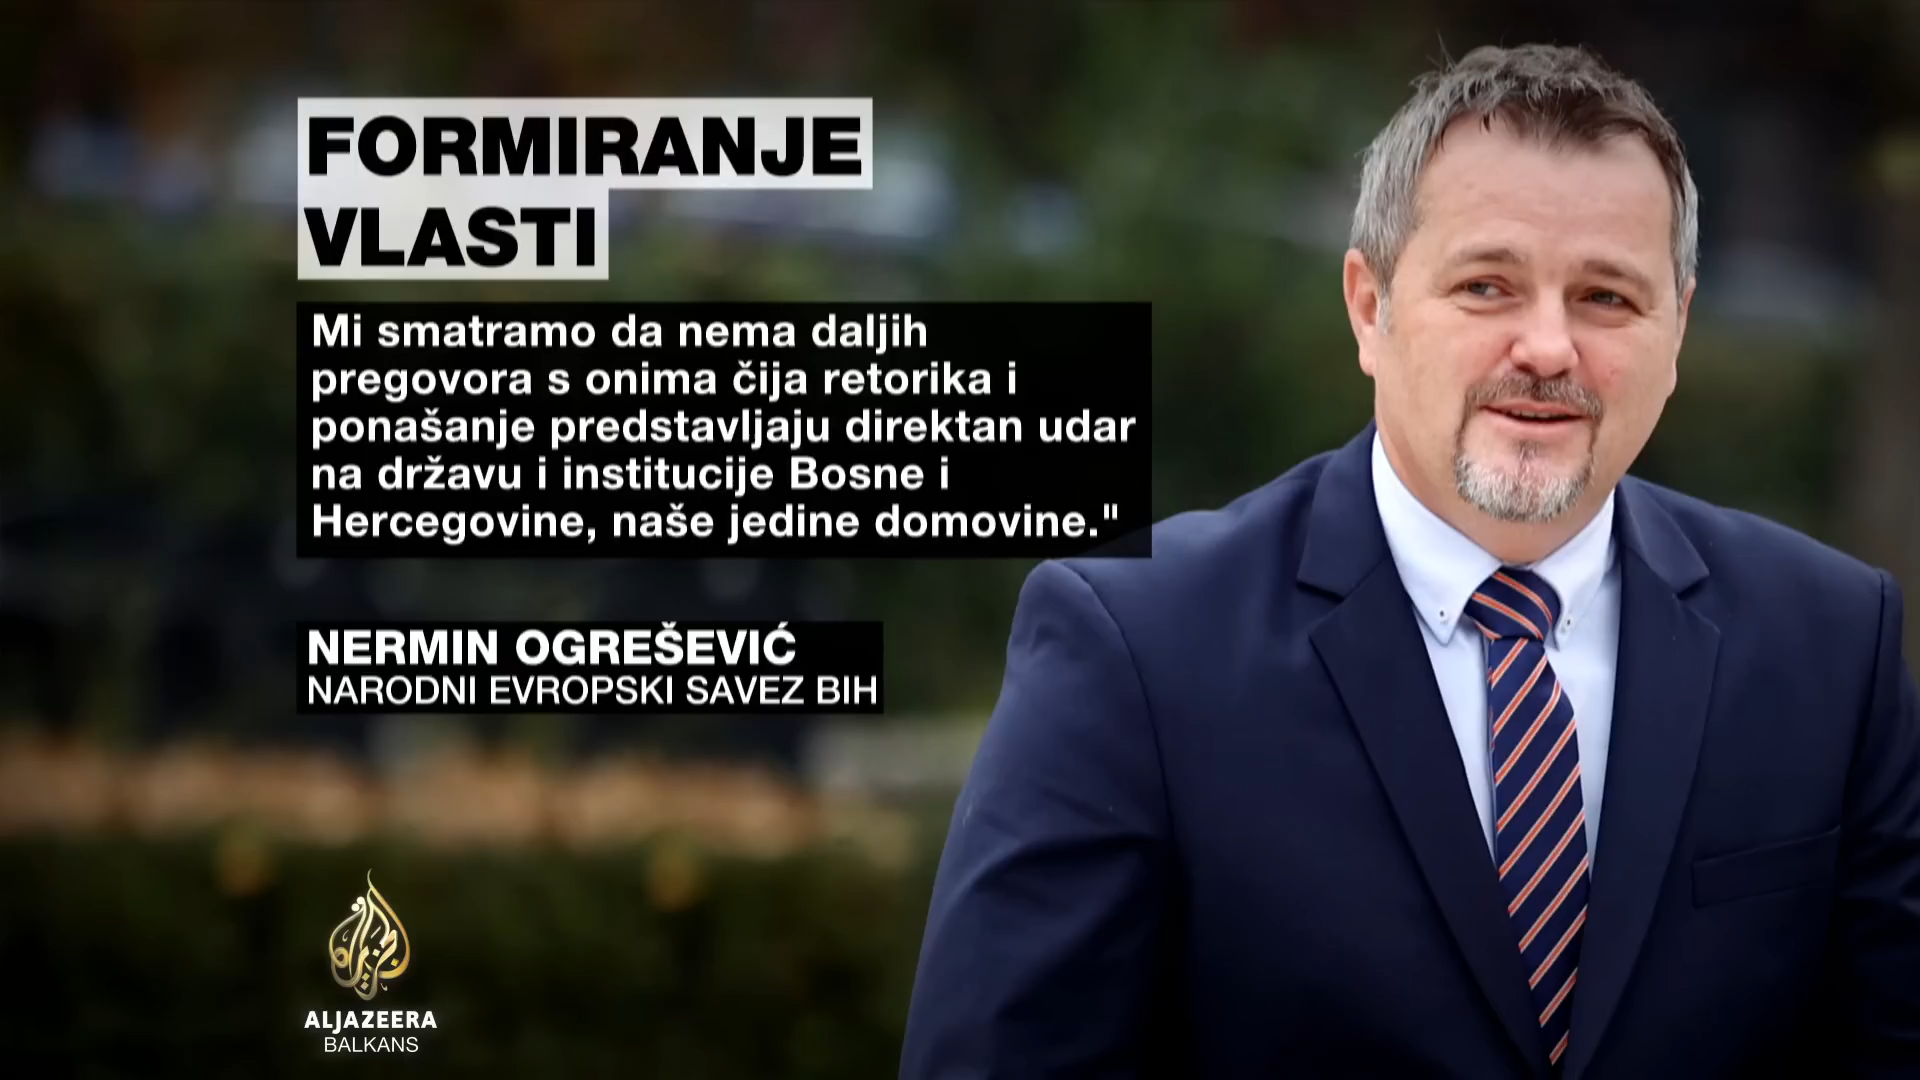 FORMIRANJE
VLASTI
Mi smatramo da nema daljih
pregovora s onima čija retorika i
ponašanje predstavljaju direktan udar
na državu i institucije Bosne i
Hercegovine, naše jedine domovine."
NERMIN OGREŠEVIĆ
NARODNI EVROPSKI SAVEZ BIH
ALJAZEERA
BALKANS